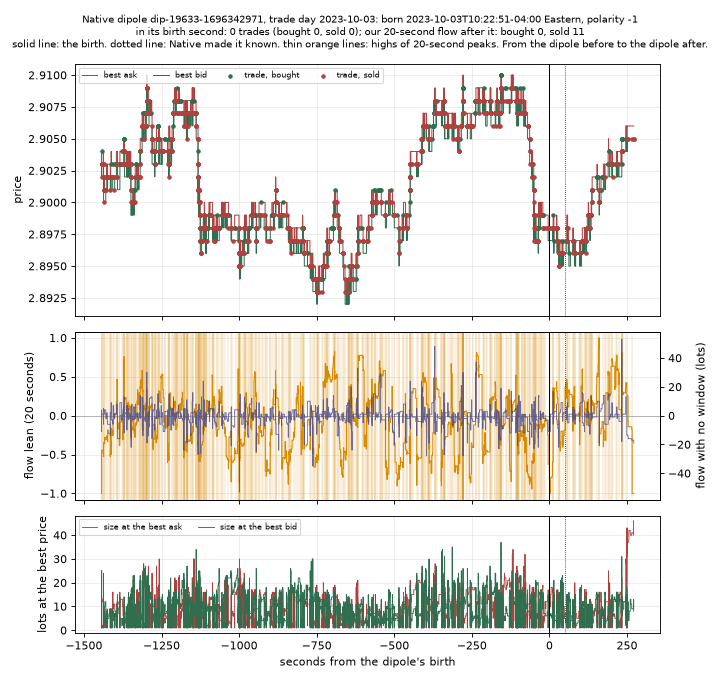 Native dipole dip-19633-1696342971, trade day 2023-10-03: born 2023-10-03T10:22:51-04:00 Eastern, polarity -1
in its birth second: 0 trades (bought 0, sold 0); our 20-second flow after it: bought 0, sold 11
solid line: the birth. dotted line: Native made it known. thin orange lines: highs of 20-second peaks. From the dipole before to the dipole after.
best ask best bid trade, bought trade, sold
2.9100
2.9075
2.9050
2.9025
2.9000
2.8975
2.8950
2.8925
price
1.0
0.5
0.0
−0.5
−1.0
flow lean (20 seconds)
40
20
0
−20
−40
flow with no window (lots)
size at the best ask size at the best bid
40
30
20
10
0
lots at the best price
−1500 −1250 −1000 −750 −500 −250 0 250
seconds from the dipole's birth